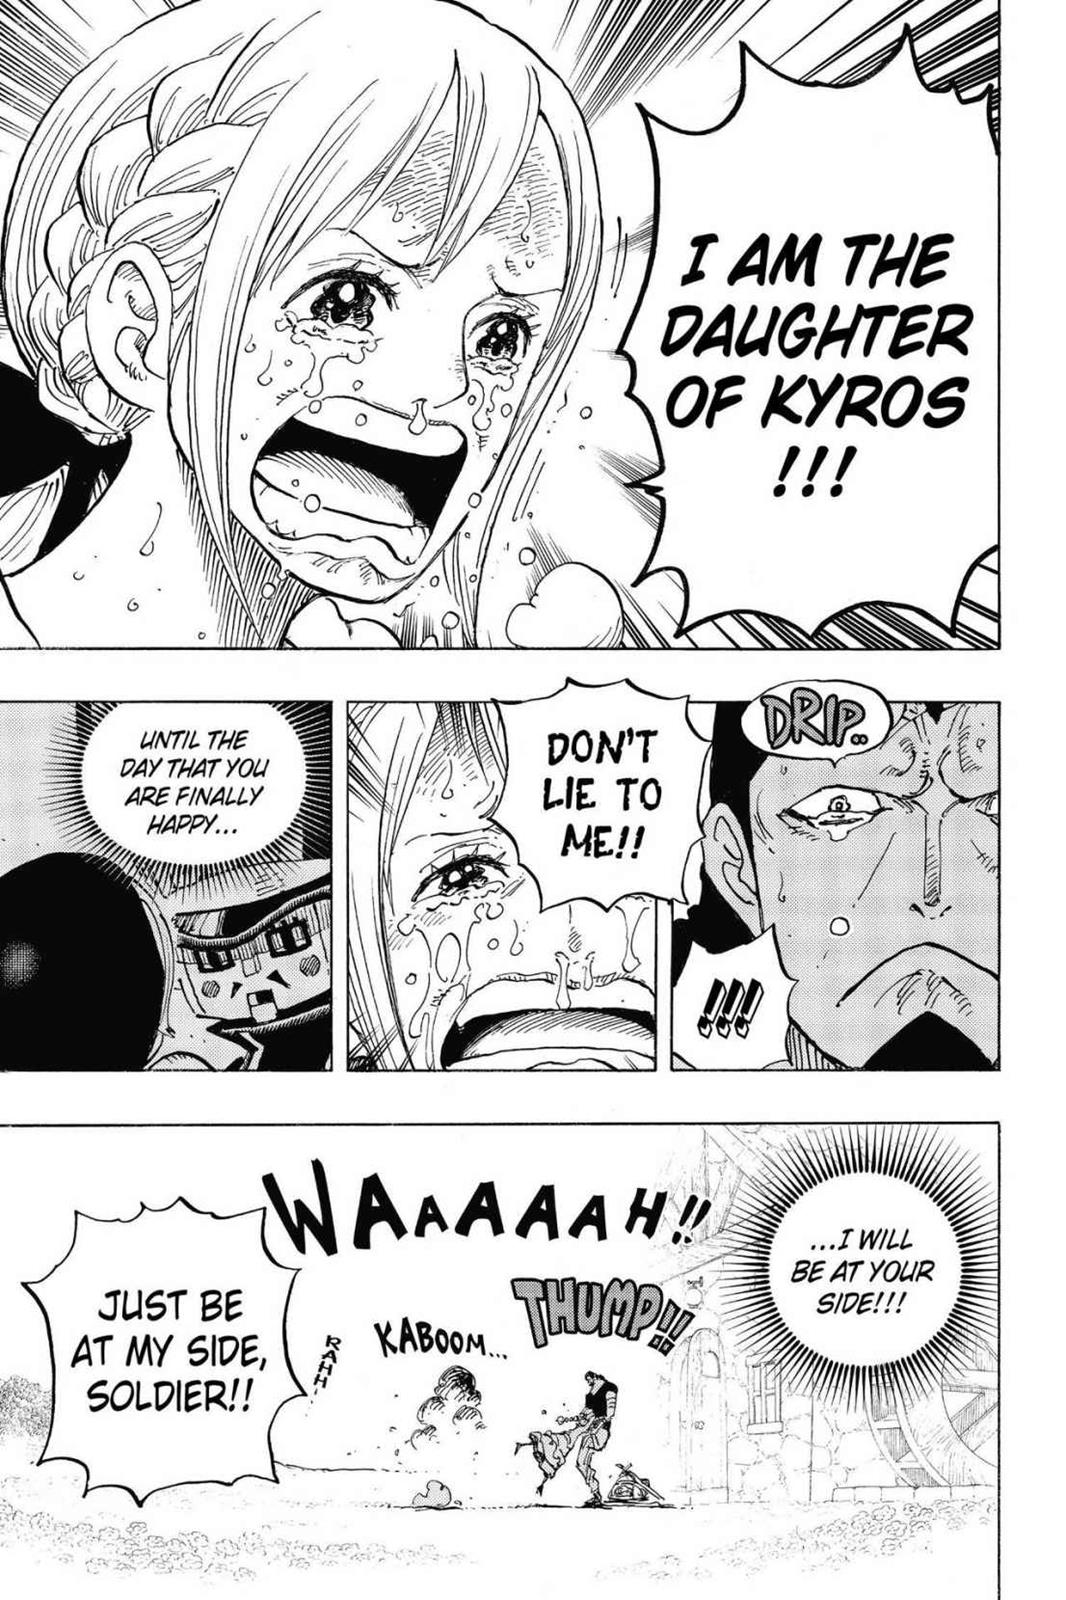 I AM THE
DAUGHTER
OF KYROS
!!!
DRIP..
!!!!
DON'T
LIE TO
ME!!
UNTIL THE
DAY THAT YOU
ARE FINALLY
HAPPY...
...I WILL
BE AT YOUR
SIDE!!!
WAAAAAAH!!
THUMP!!
KABOOM...
RAHH
JUST BE
AT MY SIDE,
SOLDIER!!